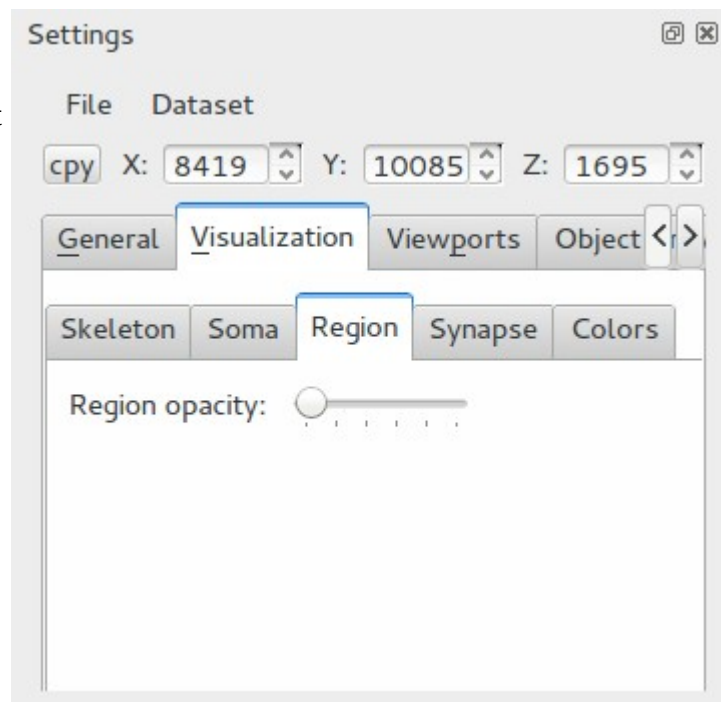 Settings
File Dataset
cpy X: 8419 Y: 10085 Z: 1695
General Visualization Viewports Object < >
Skeleton Soma Region Synapse Colors
Region opacity: